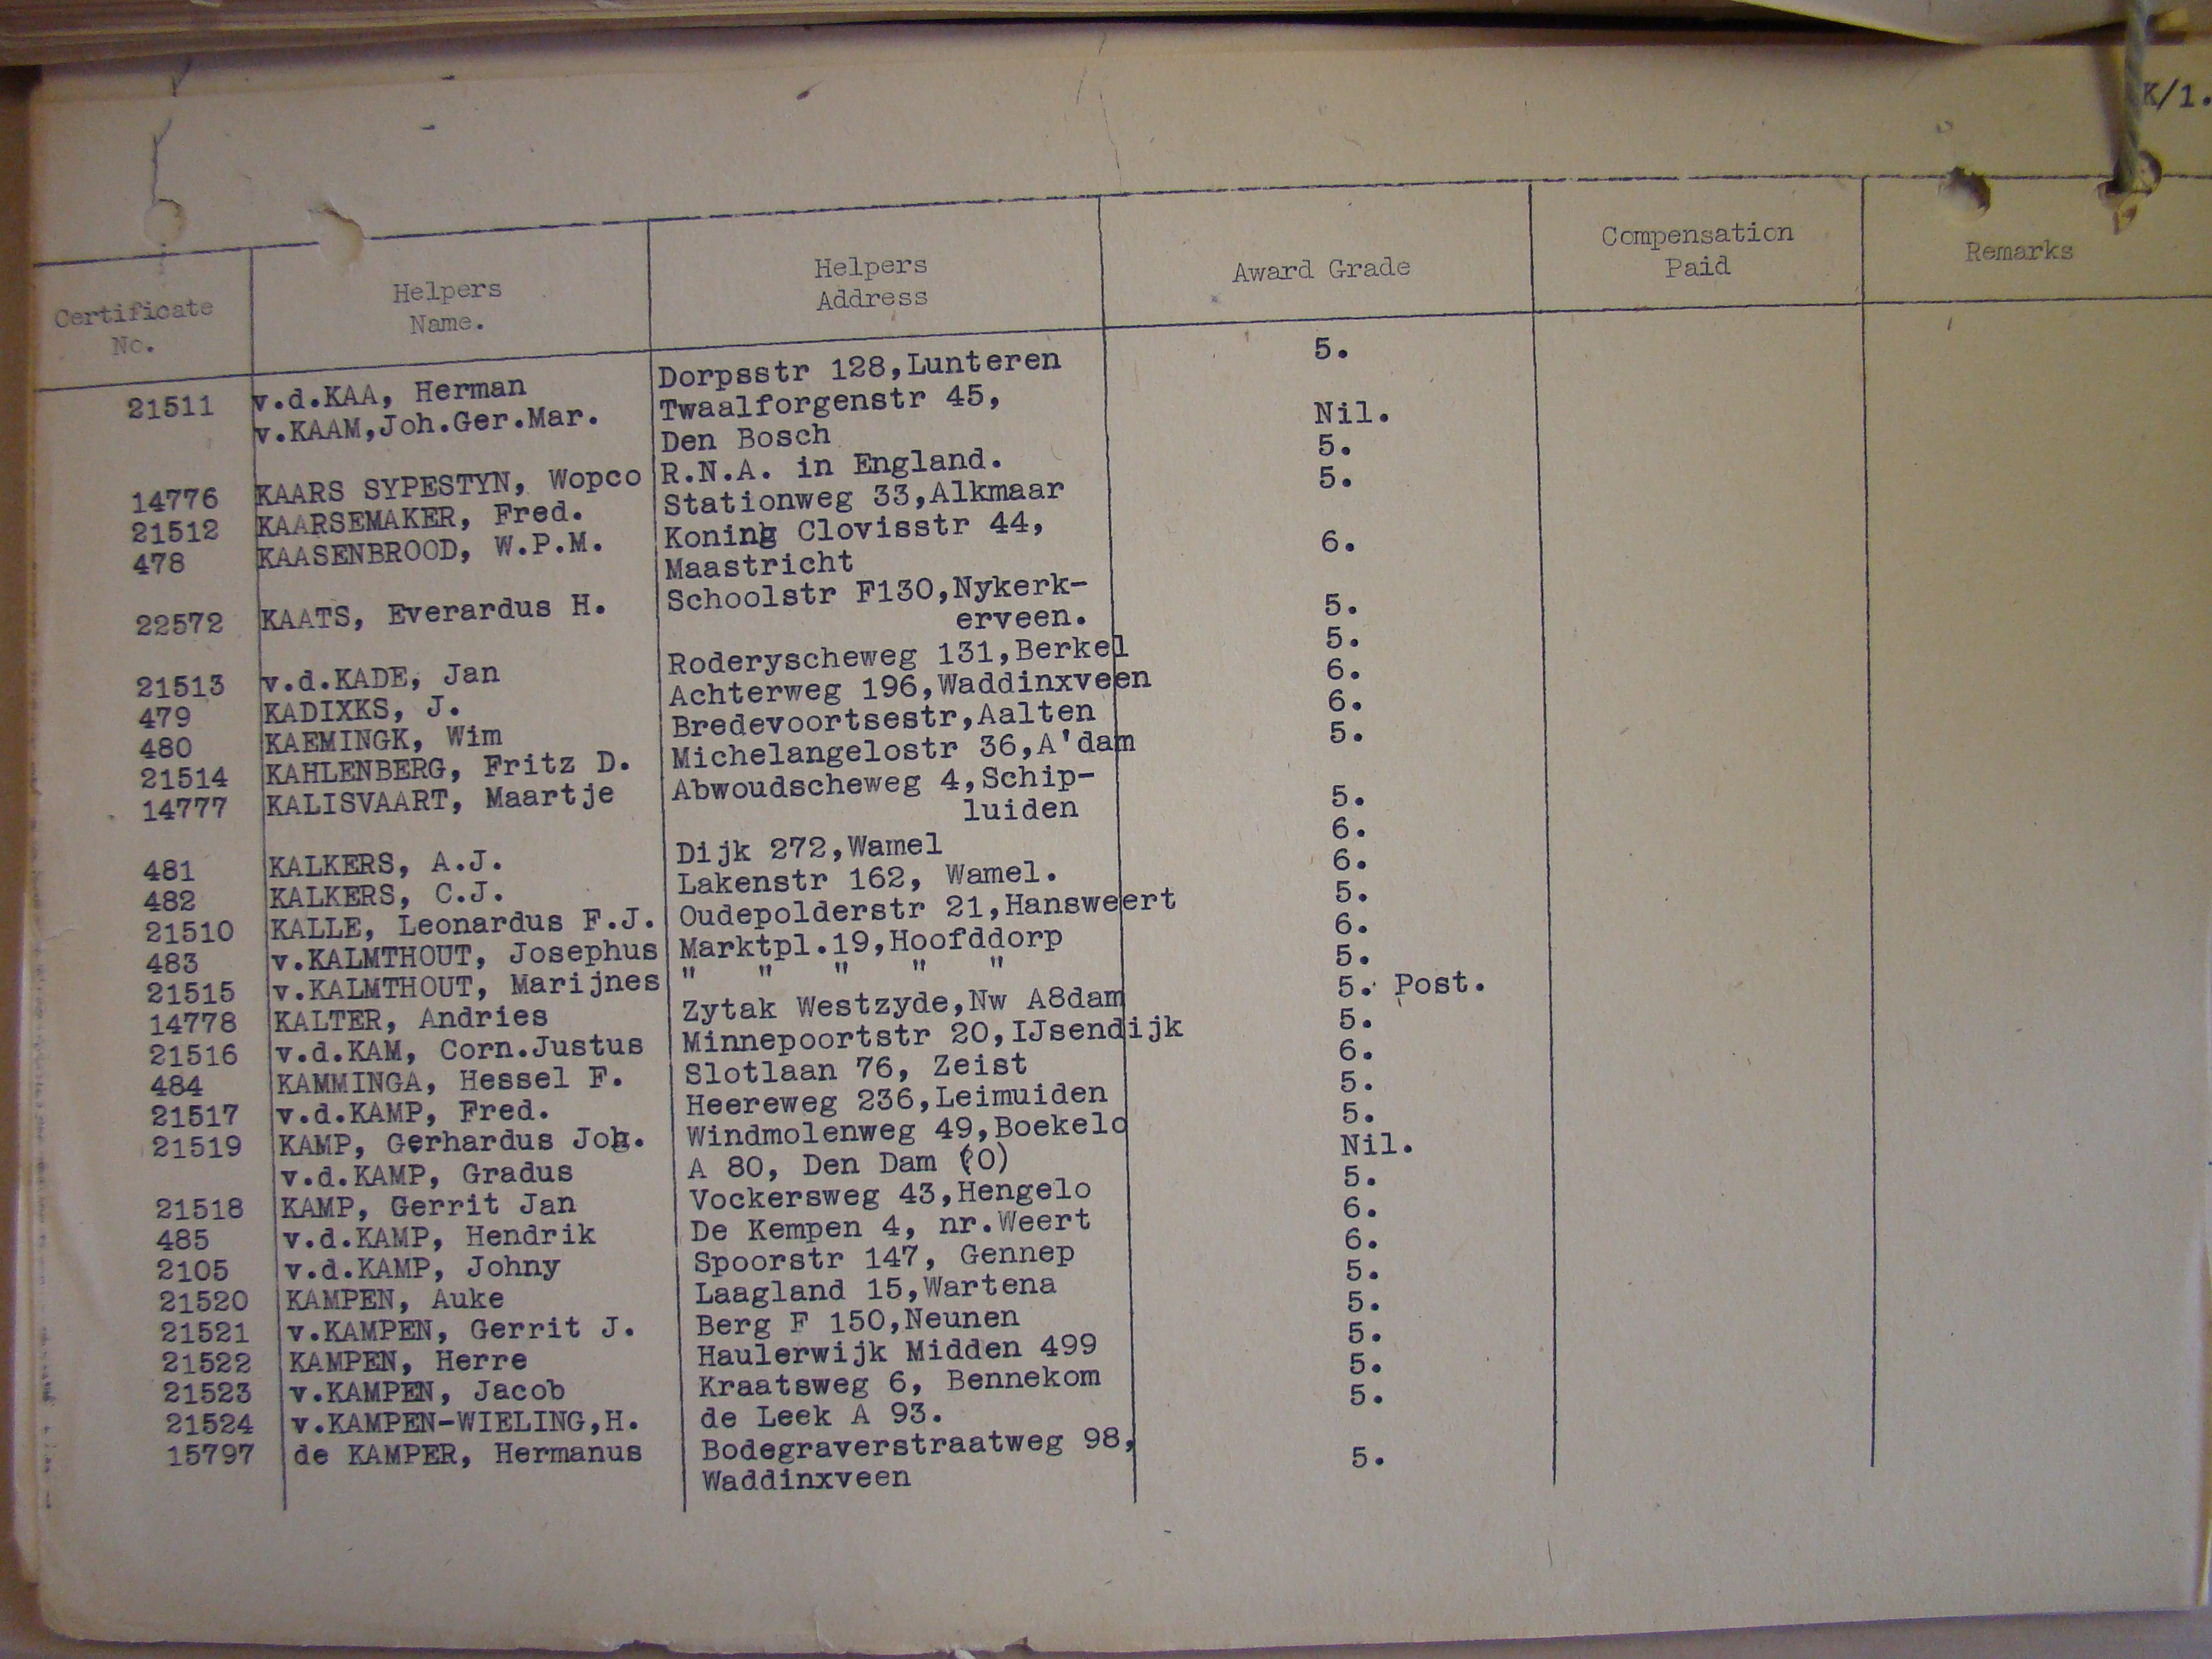 K/1.
Certificate No. Helpers Name. Helpers Address Award Grade Compensation Paid Remarks
21511 v.d.KAA, Herman Dorpsstr 128,Lunteren 5.
v.KAAM,Joh.Ger.Mar. Twaalforgenstr 45,
Den Bosch Nil.
14776 KAARS SYPESTYN, Wopco R.N.A. in England. 5.
21512 KAARSEMAKER, Fred. Stationweg 33,Alkmaar 5.
478 KAASENBROOD, W.P.M. Koning Clovisstr 44,
Maastricht 6.
22572 KAATS, Everardus H. Schoolstr F130,Nykerk-
erveen. 5.
21513 v.d.KADE, Jan Roderyscheweg 131,Berkel 5.
479 KADIXKS, J. Achterweg 196,Waddinxveen 6.
480 KAEMINGK, Wim Bredevoortsestr,Aalten 6.
21514 KAHLENBERG, Fritz D. Michelangelostr 36,A'dam 5.
14777 KALISVAART, Maartje Abwoudscheweg 4,Schip-
luiden 5.
481 KALKERS, A.J. Dijk 272,Wamel 6.
482 KALKERS, C.J. Lakenstr 162, Wamel. 6.
21510 KALLE, Leonardus F.J. Oudepolderstr 21,Hansweert 5.
483 v.KALMTHOUT, Josephus Marktpl.19,Hoofddorp 6.
21515 v.KALMTHOUT, Marijnes " " " " " 5.
14778 KALTER, Andries Zytak Westzyde,Nw A8dam 5. Post.
21516 v.d.KAM, Corn.Justus Minnepoortstr 20,IJsendijk 5.
484 KAMMINGA, Hessel F. Slotlaan 76, Zeist 6.
21517 v.d.KAMP, Fred. Heereweg 236,Leimuiden 5.
21519 KAMP, Gerhardus Joh. Windmolenweg 49,Boekelo 5.
v.d.KAMP, Gradus A 80, Den Dam (O) Nil.
21518 KAMP, Gerrit Jan Vockersweg 43,Hengelo 5.
485 v.d.KAMP, Hendrik De Kempen 4, nr.Weert 6.
2105 v.d.KAMP, Johny Spoorstr 147, Gennep 6.
21520 KAMPEN, Auke Laagland 15,Wartena 5.
21521 v.KAMPEN, Gerrit J. Berg F 150,Neunen 5.
21522 KAMPEN, Herre Haulerwijk Midden 499 5.
21523 v.KAMPEN, Jacob Kraatsweg 6, Bennekom 5.
21524 v.KAMPEN-WIELING,H. de Leek A 93. 5.
15797 de KAMPER, Hermanus Bodegraverstraatweg 98,
Waddinxveen 5.